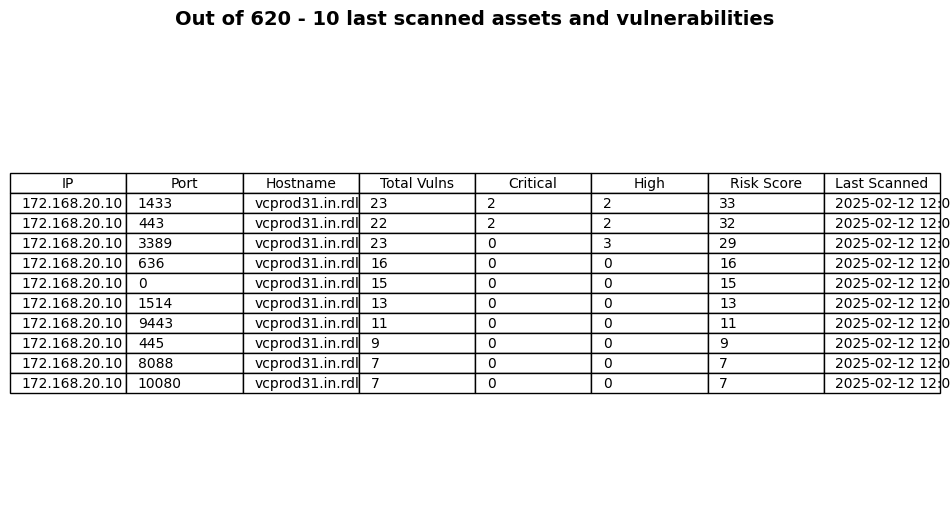 Out of 620 - 10 last scanned assets and vulnerabilities
IP Port Hostname Total Vulns Critical High Risk Score Last Scanned
172.168.20.10 1433 vcprod31.in.rdl 23 2 2 33 2025-02-12 12:0
172.168.20.10 443 vcprod31.in.rdl 22 2 2 32 2025-02-12 12:0
172.168.20.10 3389 vcprod31.in.rdl 23 0 3 29 2025-02-12 12:0
172.168.20.10 636 vcprod31.in.rdl 16 0 0 16 2025-02-12 12:0
172.168.20.10 0 vcprod31.in.rdl 15 0 0 15 2025-02-12 12:0
172.168.20.10 1514 vcprod31.in.rdl 13 0 0 13 2025-02-12 12:0
172.168.20.10 9443 vcprod31.in.rdl 11 0 0 11 2025-02-12 12:0
172.168.20.10 445 vcprod31.in.rdl 9 0 0 9 2025-02-12 12:0
172.168.20.10 8088 vcprod31.in.rdl 7 0 0 7 2025-02-12 12:0
172.168.20.10 10080 vcprod31.in.rdl 7 0 0 7 2025-02-12 12:0